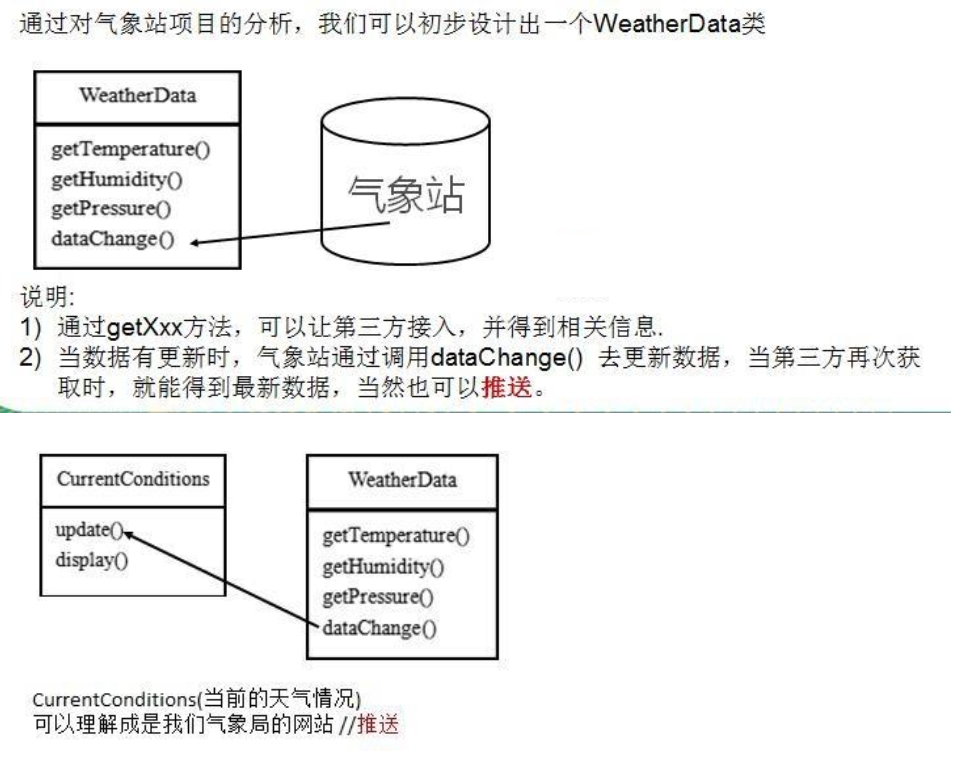 通过对气象站项目的分析，我们可以初步设计出一个WeatherData类
WeatherData
getTemperature()
getHumidity()
getPressure()
dataChange()
气象站
说明:
1) 通过getXxx方法，可以让第三方接入，并得到相关信息.
2) 当数据有更新时，气象站通过调用dataChange() 去更新数据，当第三方再次获
取时，就能得到最新数据，当然也可以推送。
CurrentConditions
update()
display()
WeatherData
getTemperature()
getHumidity()
getPressure()
dataChange()
CurrentConditions(当前的天气情况)
可以理解成是我们气象局的网站 //推送